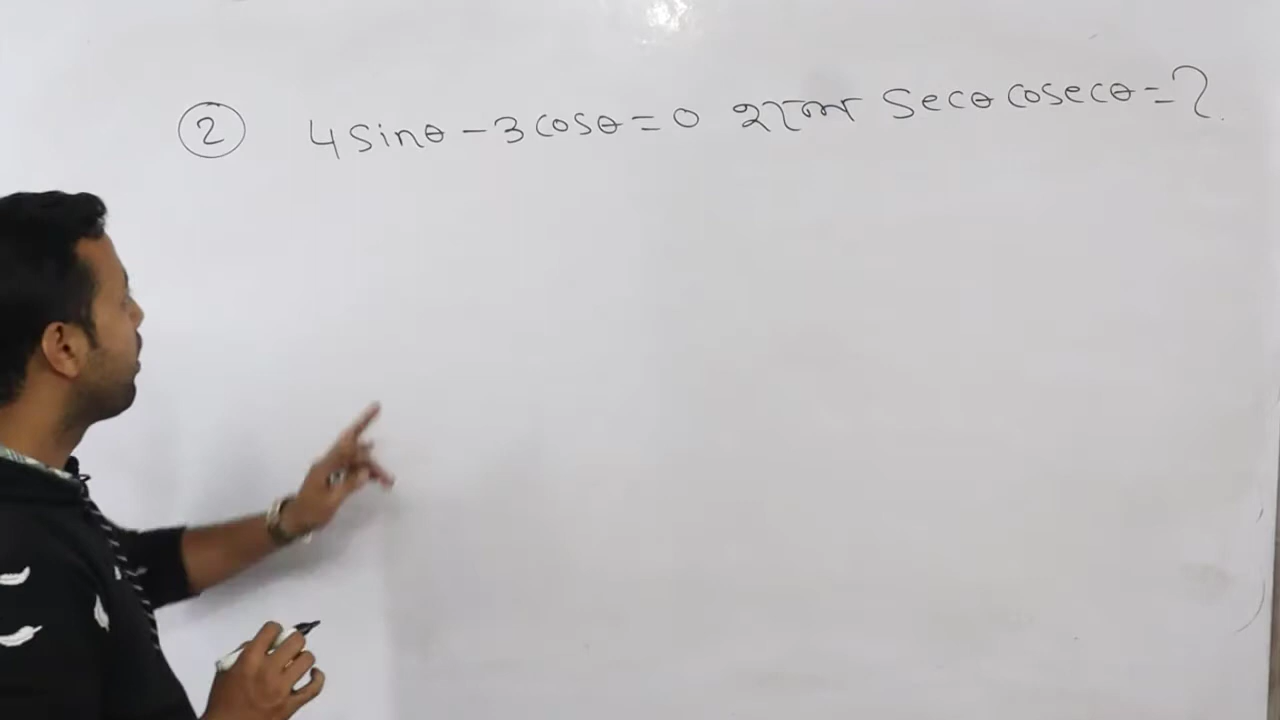 ② 4sinθ - 3cosθ = 0 হলে secθ cosecθ = ?